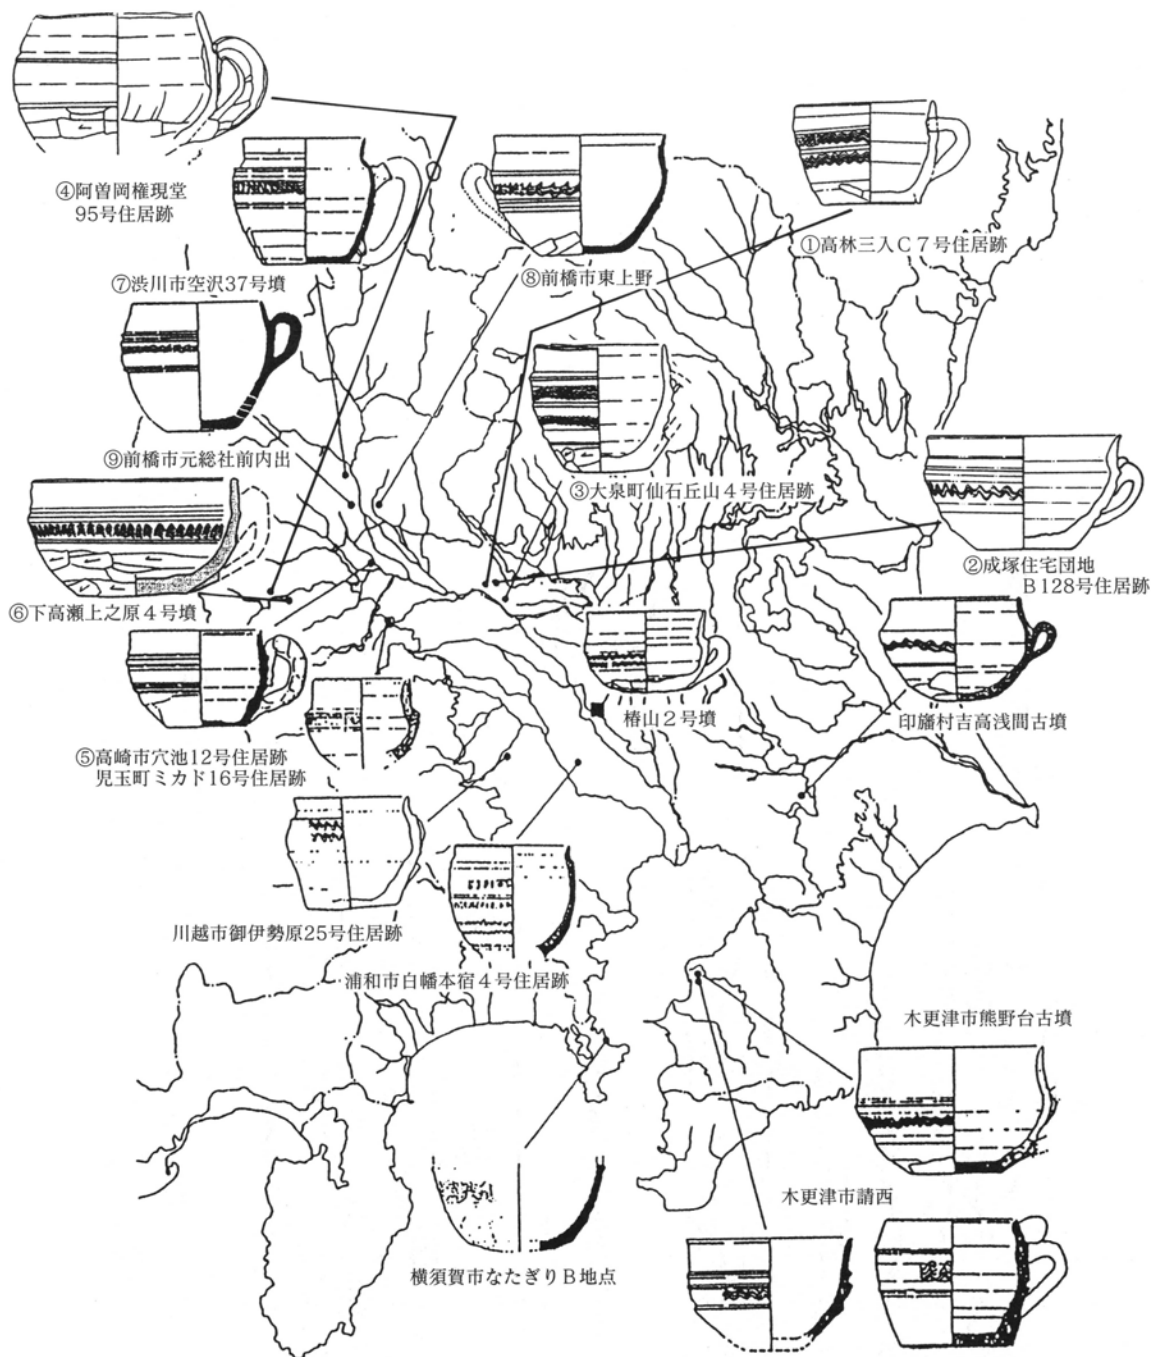 ④阿曽岡権現堂
95号住居跡
①高林三入C7号住居跡
⑦渋川市空沢37号墳
⑧前橋市東上野
⑨前橋市元総社前内出
③大泉町仙石丘山4号住居跡
②成塚住宅団地
B128号住居跡
⑥下高瀬上之原4号墳
椿山2号墳
印旛村吉高浅間古墳
⑤高崎市穴池12号住居跡
児玉町ミカド16号住居跡
川越市御伊勢原25号住居跡
浦和市白幡本宿4号住居跡
木更津市熊野台古墳
木更津市請西
横須賀市なたぎりB地点